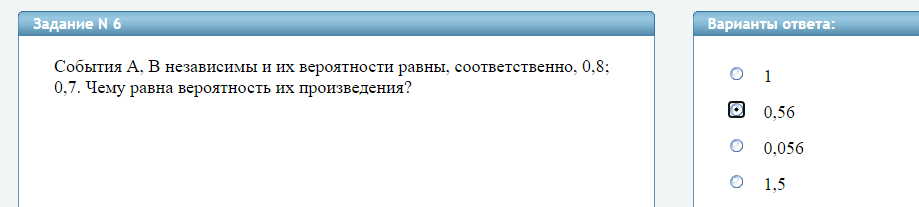 Задание N 6
События A, B независимы и их вероятности равны, соответственно, 0,8;
0,7. Чему равна вероятность их произведения?
Варианты ответа:
1
0,56
0,056
1,5